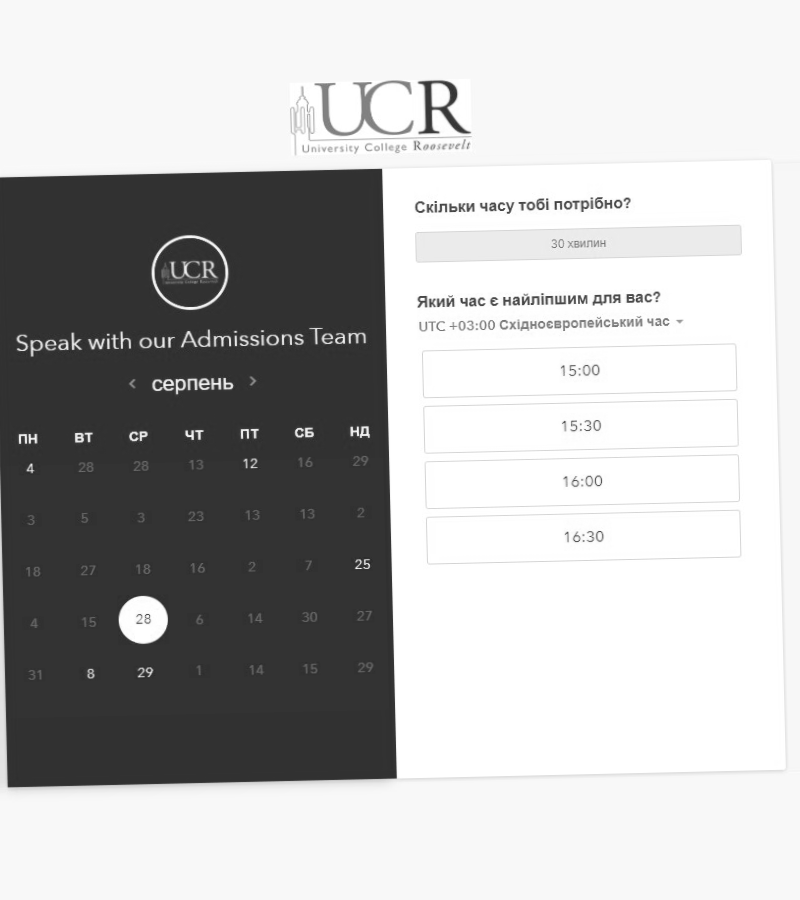 UCR
University College Roosevelt
UCR
Speak with our Admissions Team
серпень
ПН ВТ СР ЧТ ПТ СБ НД
4 28 28 13 12 16 29
3 5 3 23 13 13 2
18 27 18 16 2 7 25
4 15 28 6 14 30 27
31 8 29 1 14 15 29
Скільки часу тобі потрібно?
30 хвилин
Який час є найліпшим для вас?
UTC +03:00 Східноєвропейський час
15:00
15:30
16:00
16:30